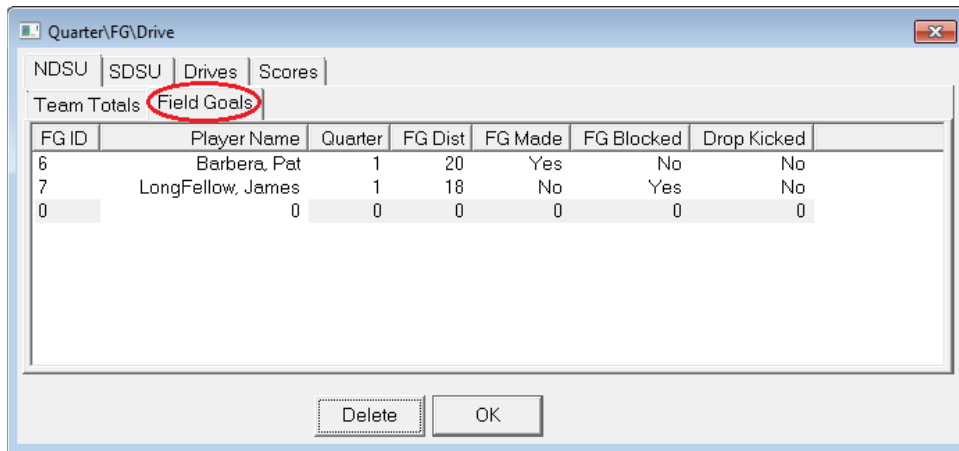 Quarter\FG\Drive
NDSU SDSU Drives Scores
Team Totals Field Goals
FG ID Player Name Quarter FG Dist FG Made FG Blocked Drop Kicked
6 Barbera, Pat 1 20 Yes No No
7 LongFellow, James 1 18 No Yes No
0 0 0 0 0 0 0
Delete OK